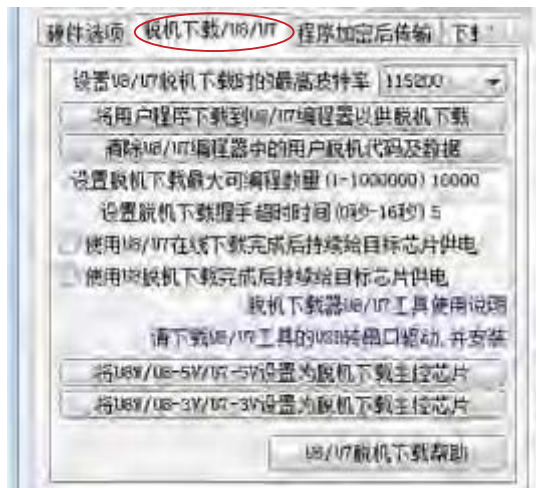 硬件选项 脱机下载/U8/U7 程序加密后传输 下载
设置U8/U7脱机下载时的最高波特率 115200
将用户程序下载到U8/U7编程器以供脱机下载
清除U8/U7编程器中的用户脱机代码及数据
设置脱机下载最大可编程数量(1-1000000) 10000
设置脱机下载握手超时时间(0秒-16秒) 5
使用U8/U7在线下载完成后持续给目标芯片供电
使用U8脱机下载完成后持续给目标芯片供电
脱机下载器U8/U7工具使用说明
请下载U8/U7工具的USB转串口驱动,并安装
将U8W/U8-5V/U7-5V设置为脱机下载主控芯片
将U8W/U8-3V/U7-3V设置为脱机下载主控芯片
U8/U7脱机下载帮助